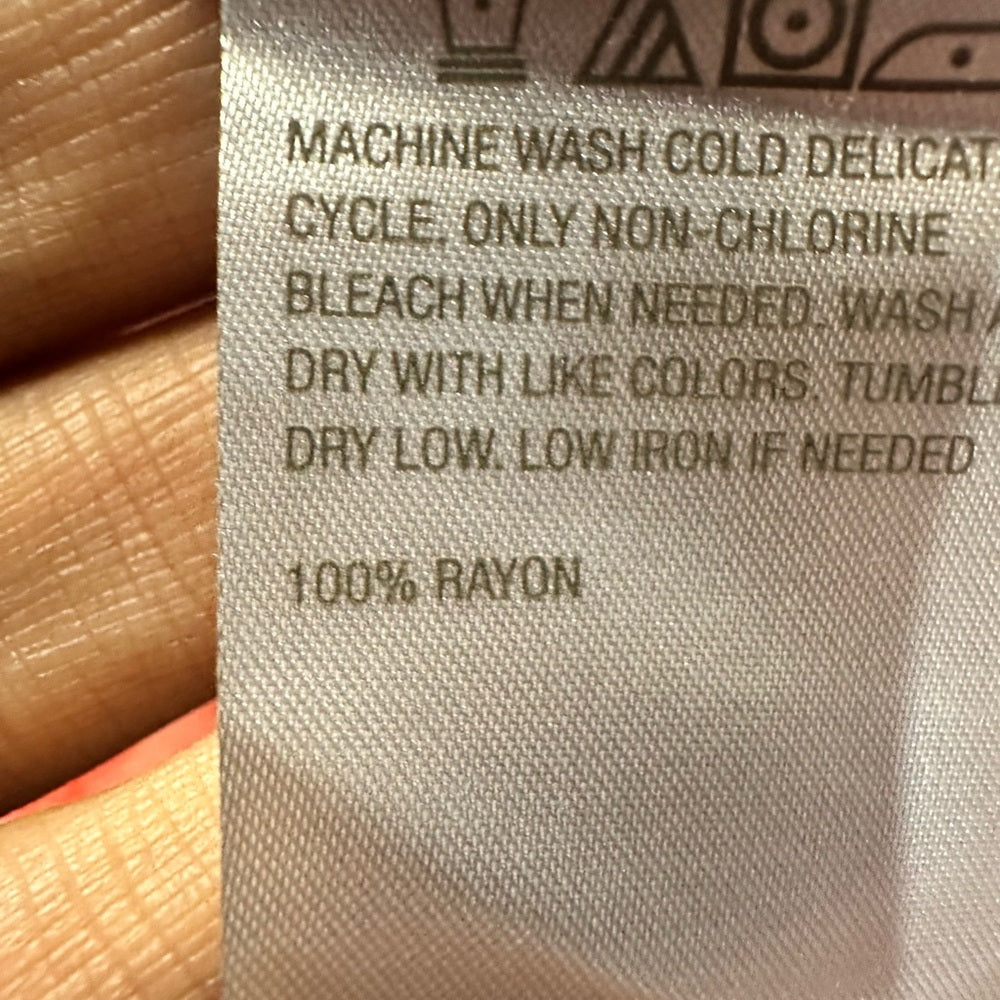 MACHINE WASH COLD DELICAT
CYCLE. ONLY NON-CHLORINE
BLEACH WHEN NEEDED. WASH
DRY WITH LIKE COLORS. TUMBL
DRY LOW. LOW IRON IF NEEDED
100% RAYON